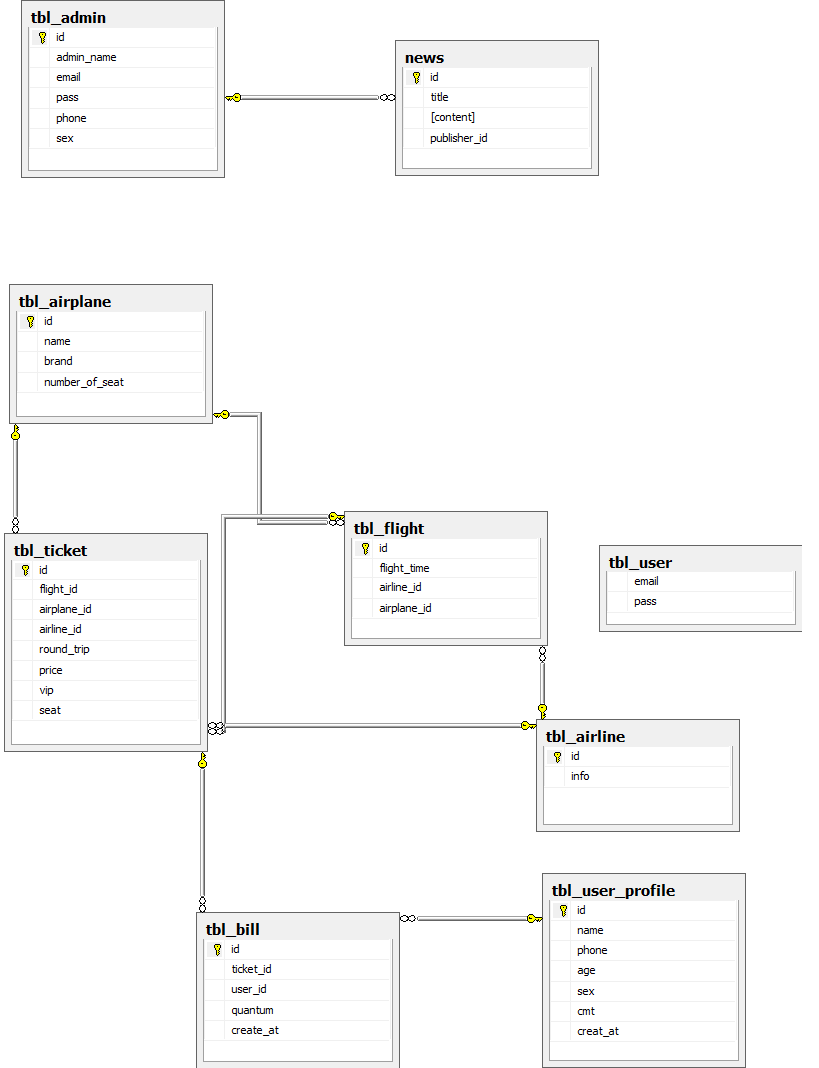 tbl_admin
id
admin_name
email
pass
phone
sex
news
id
title
[content]
publisher_id
tbl_airplane
id
name
brand
number_of_seat
tbl_ticket
id
flight_id
airplane_id
airline_id
round_trip
price
vip
seat
tbl_flight
id
flight_time
airline_id
airplane_id
tbl_user
email
pass
tbl_airline
id
info
tbl_bill
id
ticket_id
user_id
quantum
create_at
tbl_user_profile
id
name
phone
age
sex
cmt
creat_at